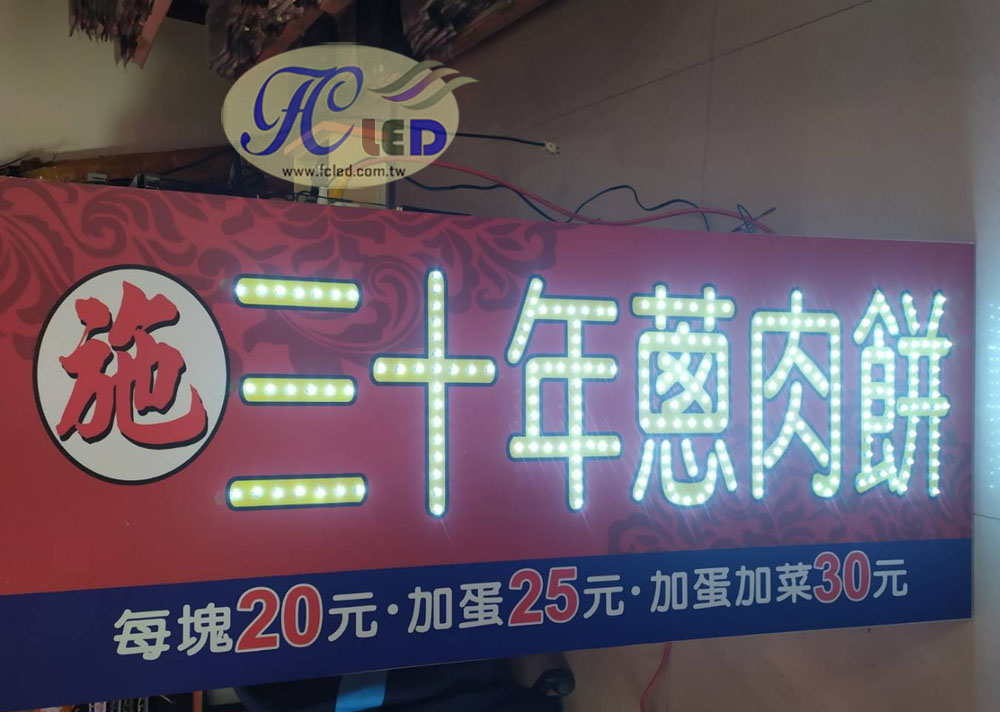 FC LED
www.fcled.com.tw
施 三十年蔥肉餅
每塊20元·加蛋25元·加蛋加菜30元